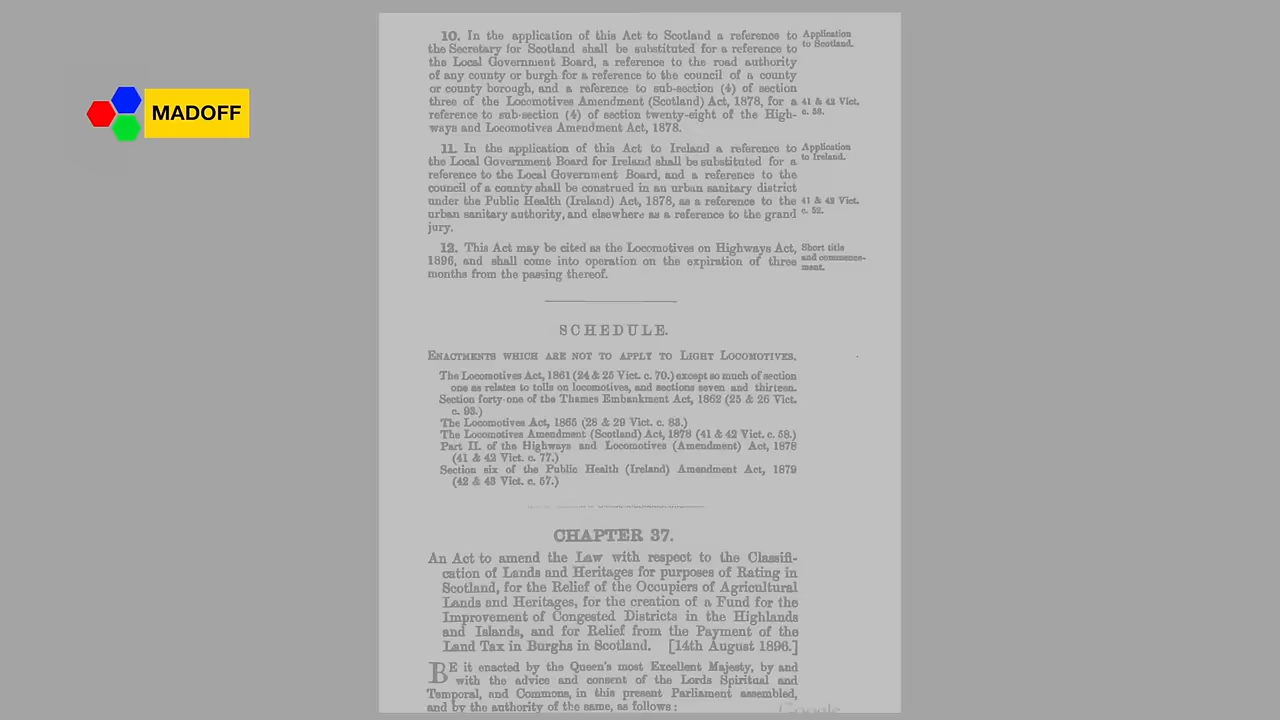 MADOFF
10. In the application of this Act to Scotland a reference to
the Secretary for Scotland shall be substituted for a reference to
the Local Government Board, a reference to the road authority
of any county or burgh for a reference to the council of a county
or county borough, and a reference to sub-section (4) of section
three of the Locomotives Amendment (Scotland) Act, 1878, for a
reference to sub-section (4) of section twenty-eight of the High-
ways and Locomotives Amendment Act, 1878.
Application
to Scotland.
41 & 42 Vict.
c. 58.
11. In the application of this Act to Ireland a reference to
the Local Government Board for Ireland shall be substituted for a
reference to the Local Government Board, and a reference to the
council of a county shall be construed in an urban sanitary district
under the Public Health (Ireland) Act, 1878, as a reference to the
urban sanitary authority, and elsewhere as a reference to the grand
jury.
Application
to Ireland.
41 & 42 Vict.
c. 52.
12. This Act may be cited as the Locomotives on Highways Act,
1896, and shall come into operation on the expiration of three
months from the passing thereof.
Short title
and commence-
ment.
SCHEDULE.
ENACTMENTS WHICH ARE NOT TO APPLY TO LIGHT LOCOMOTIVES.
The Locomotives Act, 1861 (24 & 25 Vict. c. 70.) except so much of section
one as relates to tolls on locomotives, and sections seven and thirteen.
Section forty-one of the Thames Embankment Act, 1862 (25 & 26 Vict.
c. 93.)
The Locomotives Act, 1865 (28 & 29 Vict. c. 83.)
The Locomotives Amendment (Scotland) Act, 1878 (41 & 42 Vict. c. 58.)
Part II. of the Highways and Locomotives (Amendment) Act, 1878
(41 & 42 Vict. c. 77.)
Section six of the Public Health (Ireland) Amendment Act, 1879
(42 & 43 Vict. c. 57.)
CHAPTER 37.
An Act to amend the Law with respect to the Classifi-
cation of Lands and Heritages for purposes of Rating in
Scotland, for the Relief of the Occupiers of Agricultural
Lands and Heritages, for the creation of a Fund for the
Improvement of Congested Districts in the Highlands
and Islands, and for Relief from the Payment of the
Land Tax in Burghs in Scotland. [14th August 1896.]
BE it enacted by the Queen's most Excellent Majesty, by and
with the advice and consent of the Lords Spiritual and
Temporal, and Commons, in this present Parliament assembled,
and by the authority of the same, as follows:
Google